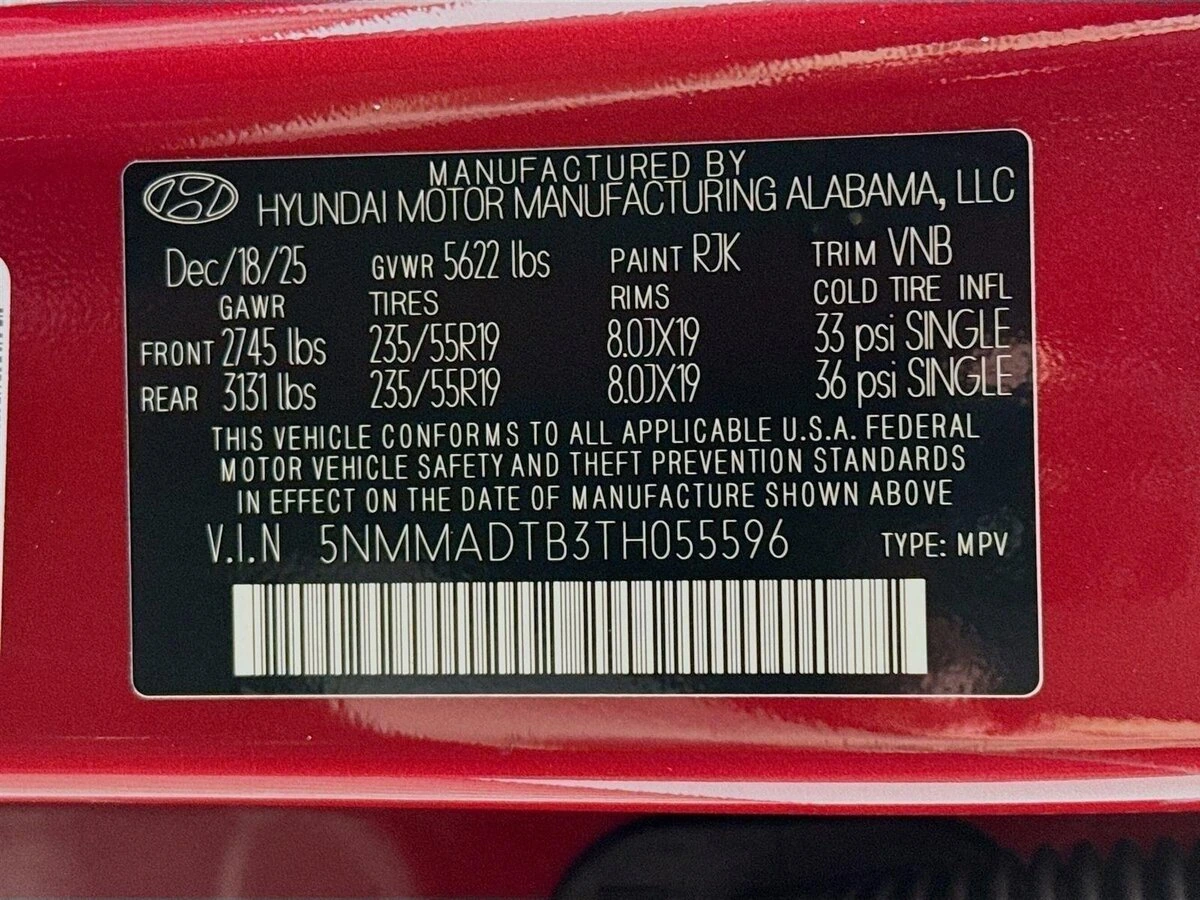 MANUFACTURED BY
HYUNDAI MOTOR MANUFACTURING ALABAMA, LLC
Dec/18/25 GVWR 5622 lbs PAINT RJK TRIM VNB
GAWR TIRES RIMS COLD TIRE INFL
FRONT 2745 lbs 235/55R19 8.0JX19 33 psi SINGLE
REAR 3131 lbs 235/55R19 8.0JX19 36 psi SINGLE
THIS VEHICLE CONFORMS TO ALL APPLICABLE U.S.A. FEDERAL
MOTOR VEHICLE SAFETY AND THEFT PREVENTION STANDARDS
IN EFFECT ON THE DATE OF MANUFACTURE SHOWN ABOVE
V.I.N 5NMMADTB3TH055596 TYPE: MPV